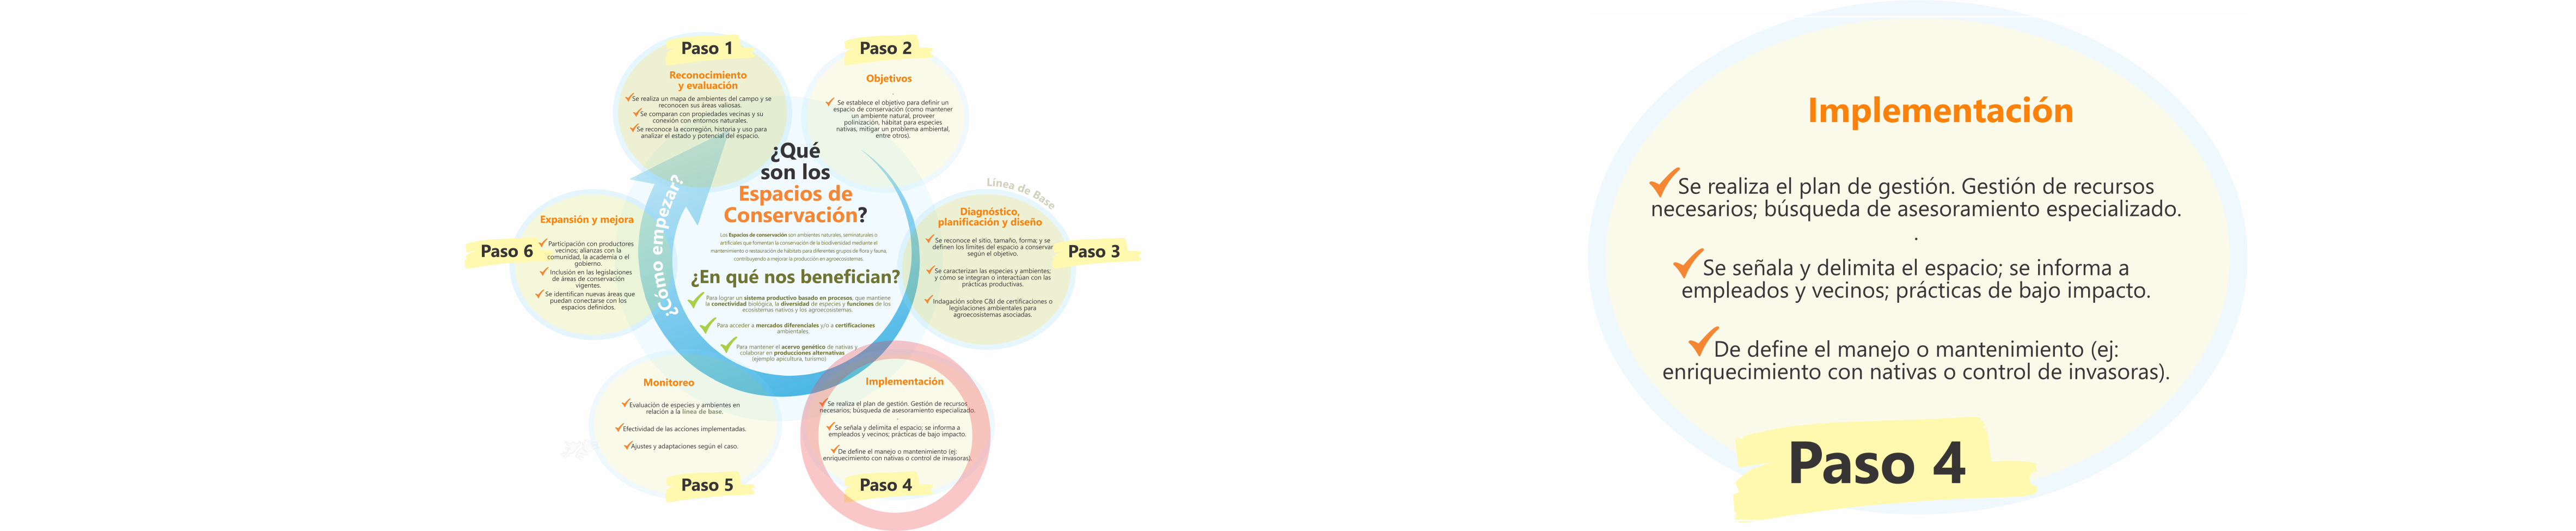 Paso 1
Reconocimiento
y evaluación
Se realiza un mapa de ambientes del campo y se
reconocen sus áreas valiosas.
Se comparan con propiedades vecinas y su
conexión con entornos naturales.
Se reconoce la ecorregión, historia y uso para
analizar el estado y potencial del espacio.
Paso 2
Objetivos
.
Se establece el objetivo para definir un
espacio de conservación (como mantener
un ambiente natural, proveer
polinización, hábitat para especies
nativas, mitigar un problema ambiental,
entre otros).
¿Cómo empezar?
¿Qué
son los
Espacios de
Conservación?
Los Espacios de conservación son ambientes naturales, seminaturales o
artificiales que fomentan la conservación de la biodiversidad mediante el
mantenimiento o restauración de hábitats para diferentes grupos de flora y fauna,
contribuyendo a mejorar la producción en agroecosistemas.
¿En qué nos benefician?
Para lograr un sistema productivo basado en procesos, que mantiene
la conectividad biológica, la diversidad de especies y funciones de los
ecosistemas nativos y los agroecosistemas.
Para acceder a mercados diferenciales y/o a certificaciones
ambientales.
Para mantener el acervo genético de nativas y
colaborar en producciones alternativas
(ejemplo apicultura, turismo)
Línea de Base
Diagnóstico,
planificación y diseño
Se reconoce el sitio, tamaño, forma; y se
definen los límites del espacio a conservar
según el objetivo.
Se caracterizan las especies y ambientes;
y cómo se integran o interactúan con las
prácticas productivas.
Indagación sobre C&I de certificaciones o
legislaciones ambientales para
agroecosistemas asociadas.
Paso 3
Implementación
Se realiza el plan de gestión. Gestión de recursos
necesarios; búsqueda de asesoramiento especializado.
.
Se señala y delimita el espacio; se informa a
empleados y vecinos; prácticas de bajo impacto.
De define el manejo o mantenimiento (ej:
enriquecimiento con nativas o control de invasoras).
Paso 4
Monitoreo
Evaluación de especies y ambientes en
relación a la línea de base.
Efectividad de las acciones implementadas.
Ajustes y adaptaciones según el caso.
Paso 5
Expansión y mejora
Participación con productores
vecinos; alianzas con la
comunidad, la academia o el
gobierno.
Inclusión en las legislaciones
de áreas de conservación
vigentes.
Se identifican nuevas áreas que
puedan conectarse con los
espacios definidos.
Paso 6
Implementación
Se realiza el plan de gestión. Gestión de recursos
necesarios; búsqueda de asesoramiento especializado.
.
Se señala y delimita el espacio; se informa a
empleados y vecinos; prácticas de bajo impacto.
De define el manejo o mantenimiento (ej:
enriquecimiento con nativas o control de invasoras).
Paso 4